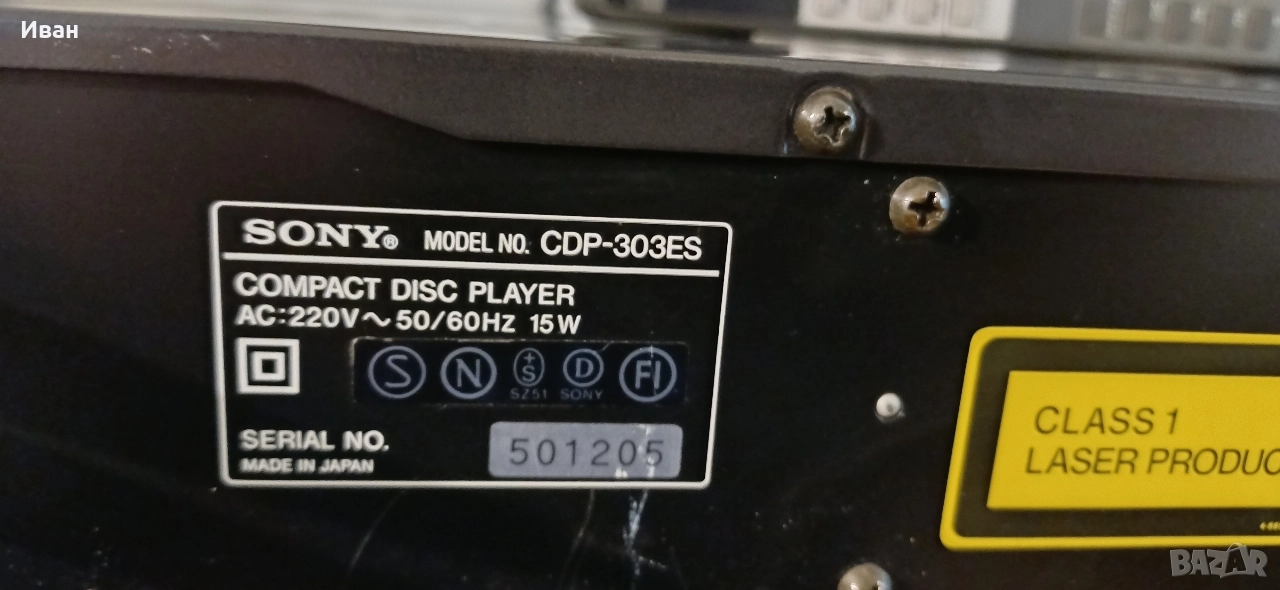 Иван
SONY® MODEL NO. CDP-303ES
COMPACT DISC PLAYER
AC:220V~50/60Hz 15W
S N +S D FI
SZ51 SONY
SERIAL NO. 501205
MADE IN JAPAN
CLASS 1
LASER PRODUC
BAZAR